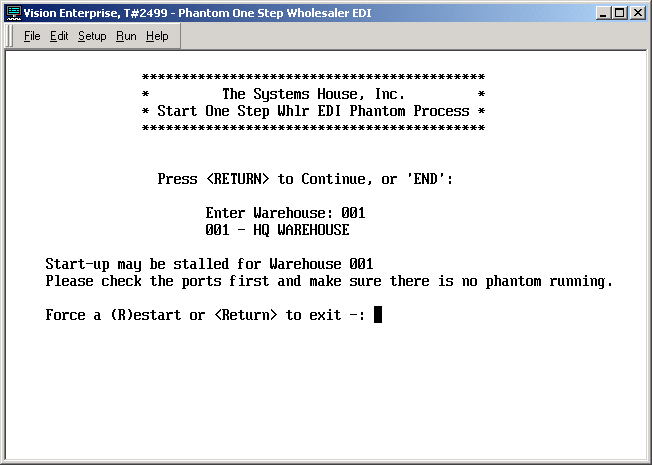 Vision Enterprise, T#2499 - Phantom One Step Wholesaler EDI
File Edit Setup Run Help
*******************************************
* The Systems House, Inc. *
* Start One Step Whlr EDI Phantom Process *
*******************************************
Press <RETURN> to Continue, or 'END':
Enter Warehouse: 001
001 - HQ WAREHOUSE
Start-up may be stalled for Warehouse 001
Please check the ports first and make sure there is no phantom running.
Force a (R)estart or <Return> to exit -: